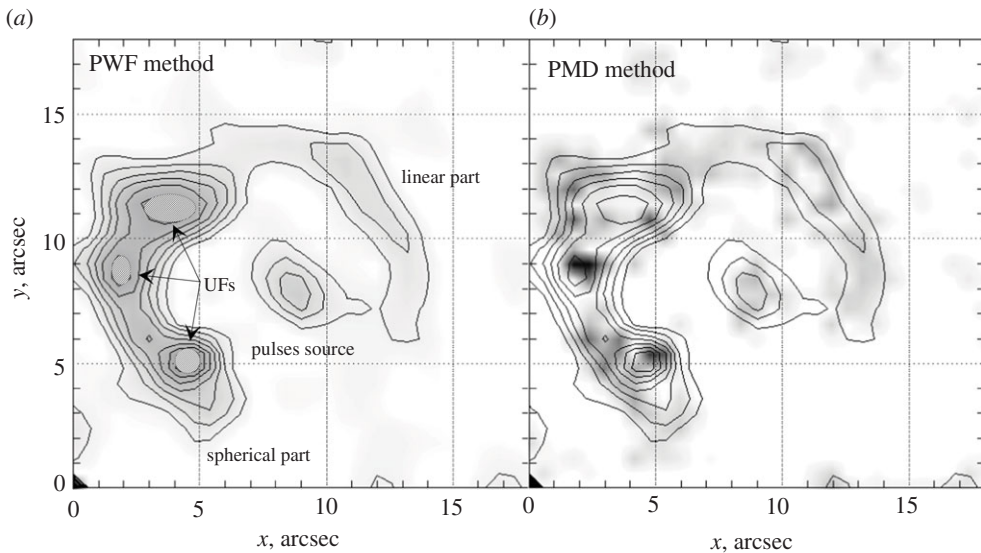 (a)
(b)
PWF method
PMD method
15
linear part
10
y, arcsec
UFs
pulses source
5
spherical part
0
0 5 10 15 0 5 10 15
x, arcsec
x, arcsec